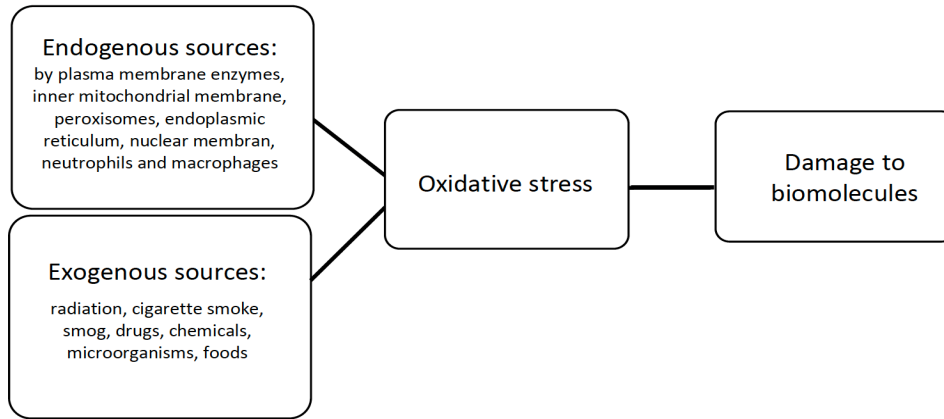 Endogenous sources:
by plasma membrane enzymes,
inner mitochondrial membrane,
peroxisomes, endoplasmic
reticulum, nuclear membran,
neutrophils and macrophages
Exogenous sources:
radiation, cigarette smoke,
smog, drugs, chemicals,
microorganisms, foods
Oxidative stress
Damage to
biomolecules